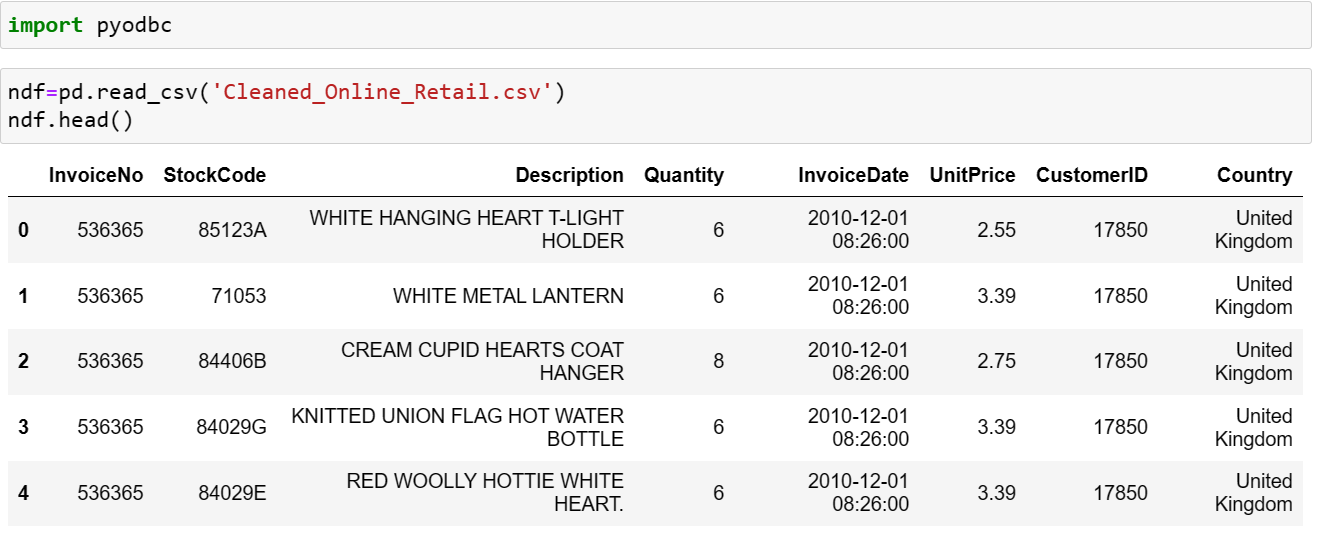 import pyodbc
ndf=pd.read_csv('Cleaned_Online_Retail.csv')
ndf.head()
InvoiceNo StockCode Description Quantity InvoiceDate UnitPrice CustomerID Country
0 536365 85123A WHITE HANGING HEART T-LIGHT HOLDER 6 2010-12-01 08:26:00 2.55 17850 United Kingdom
1 536365 71053 WHITE METAL LANTERN 6 2010-12-01 08:26:00 3.39 17850 United Kingdom
2 536365 84406B CREAM CUPID HEARTS COAT HANGER 8 2010-12-01 08:26:00 2.75 17850 United Kingdom
3 536365 84029G KNITTED UNION FLAG HOT WATER BOTTLE 6 2010-12-01 08:26:00 3.39 17850 United Kingdom
4 536365 84029E RED WOOLLY HOTTIE WHITE HEART. 6 2010-12-01 08:26:00 3.39 17850 United Kingdom